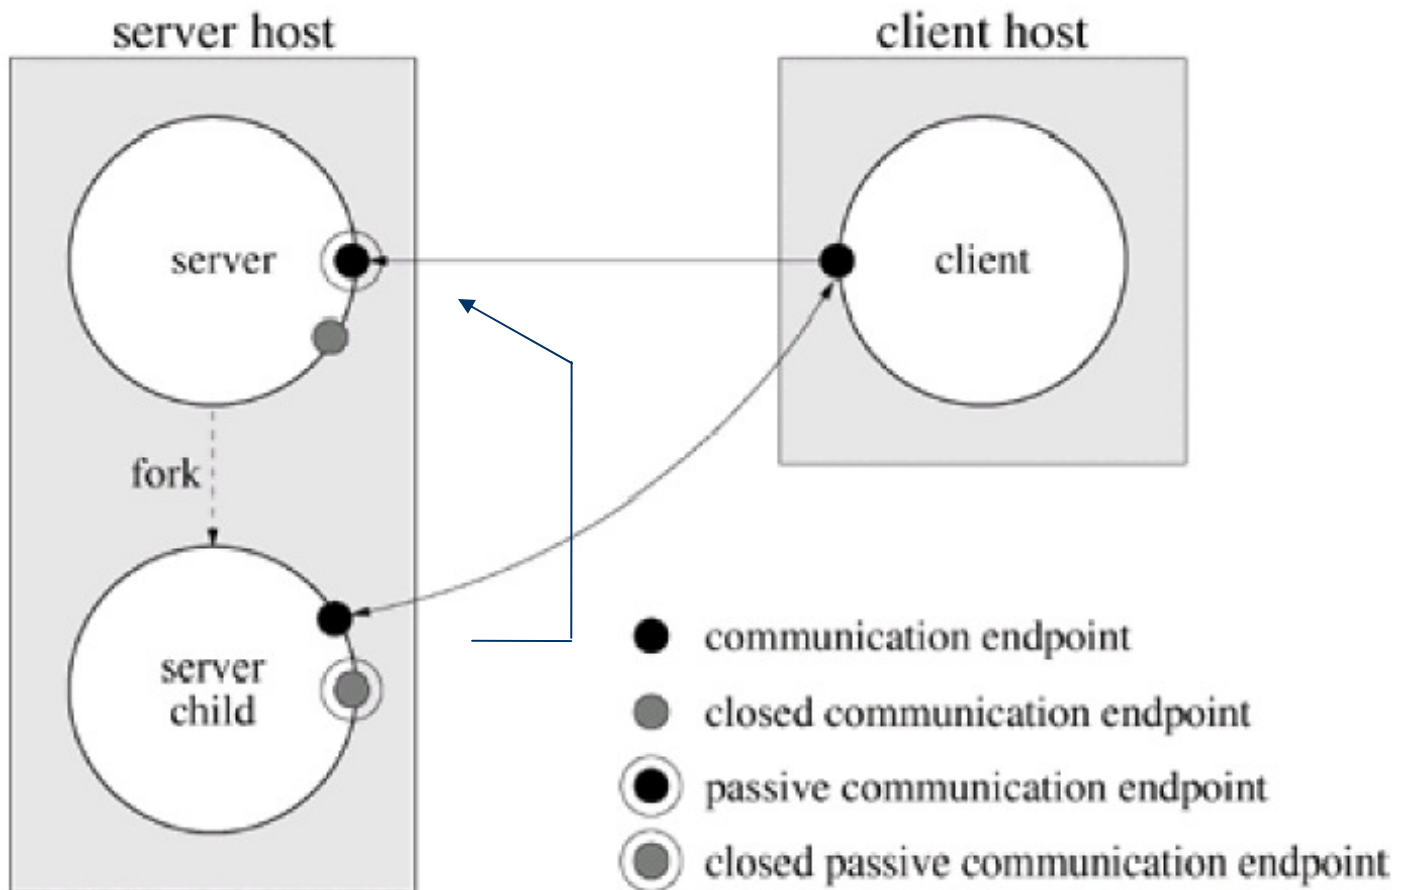 server host
client host
server
client
fork
server
child
communication endpoint
closed communication endpoint
passive communication endpoint
closed passive communication endpoint